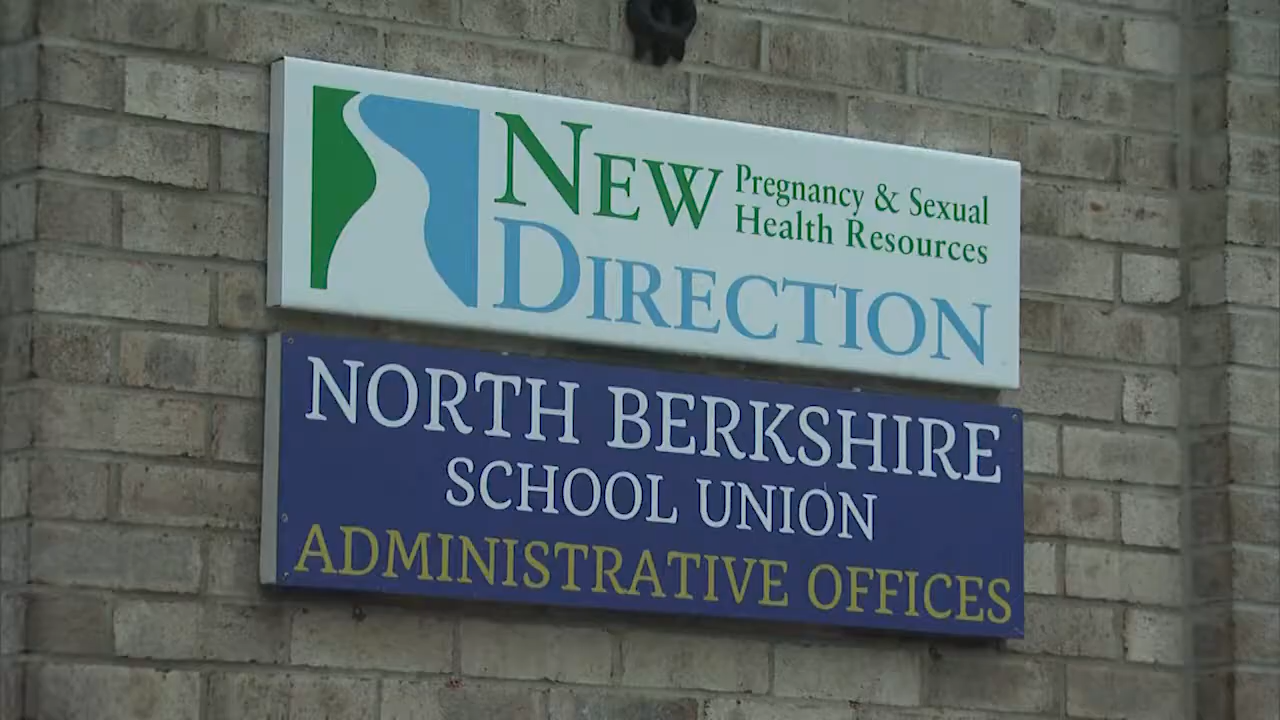 NEW
Pregnancy & Sexual
Health Resources
DIRECTION
NORTH BERKSHIRE
SCHOOL UNION
ADMINISTRATIVE OFFICES